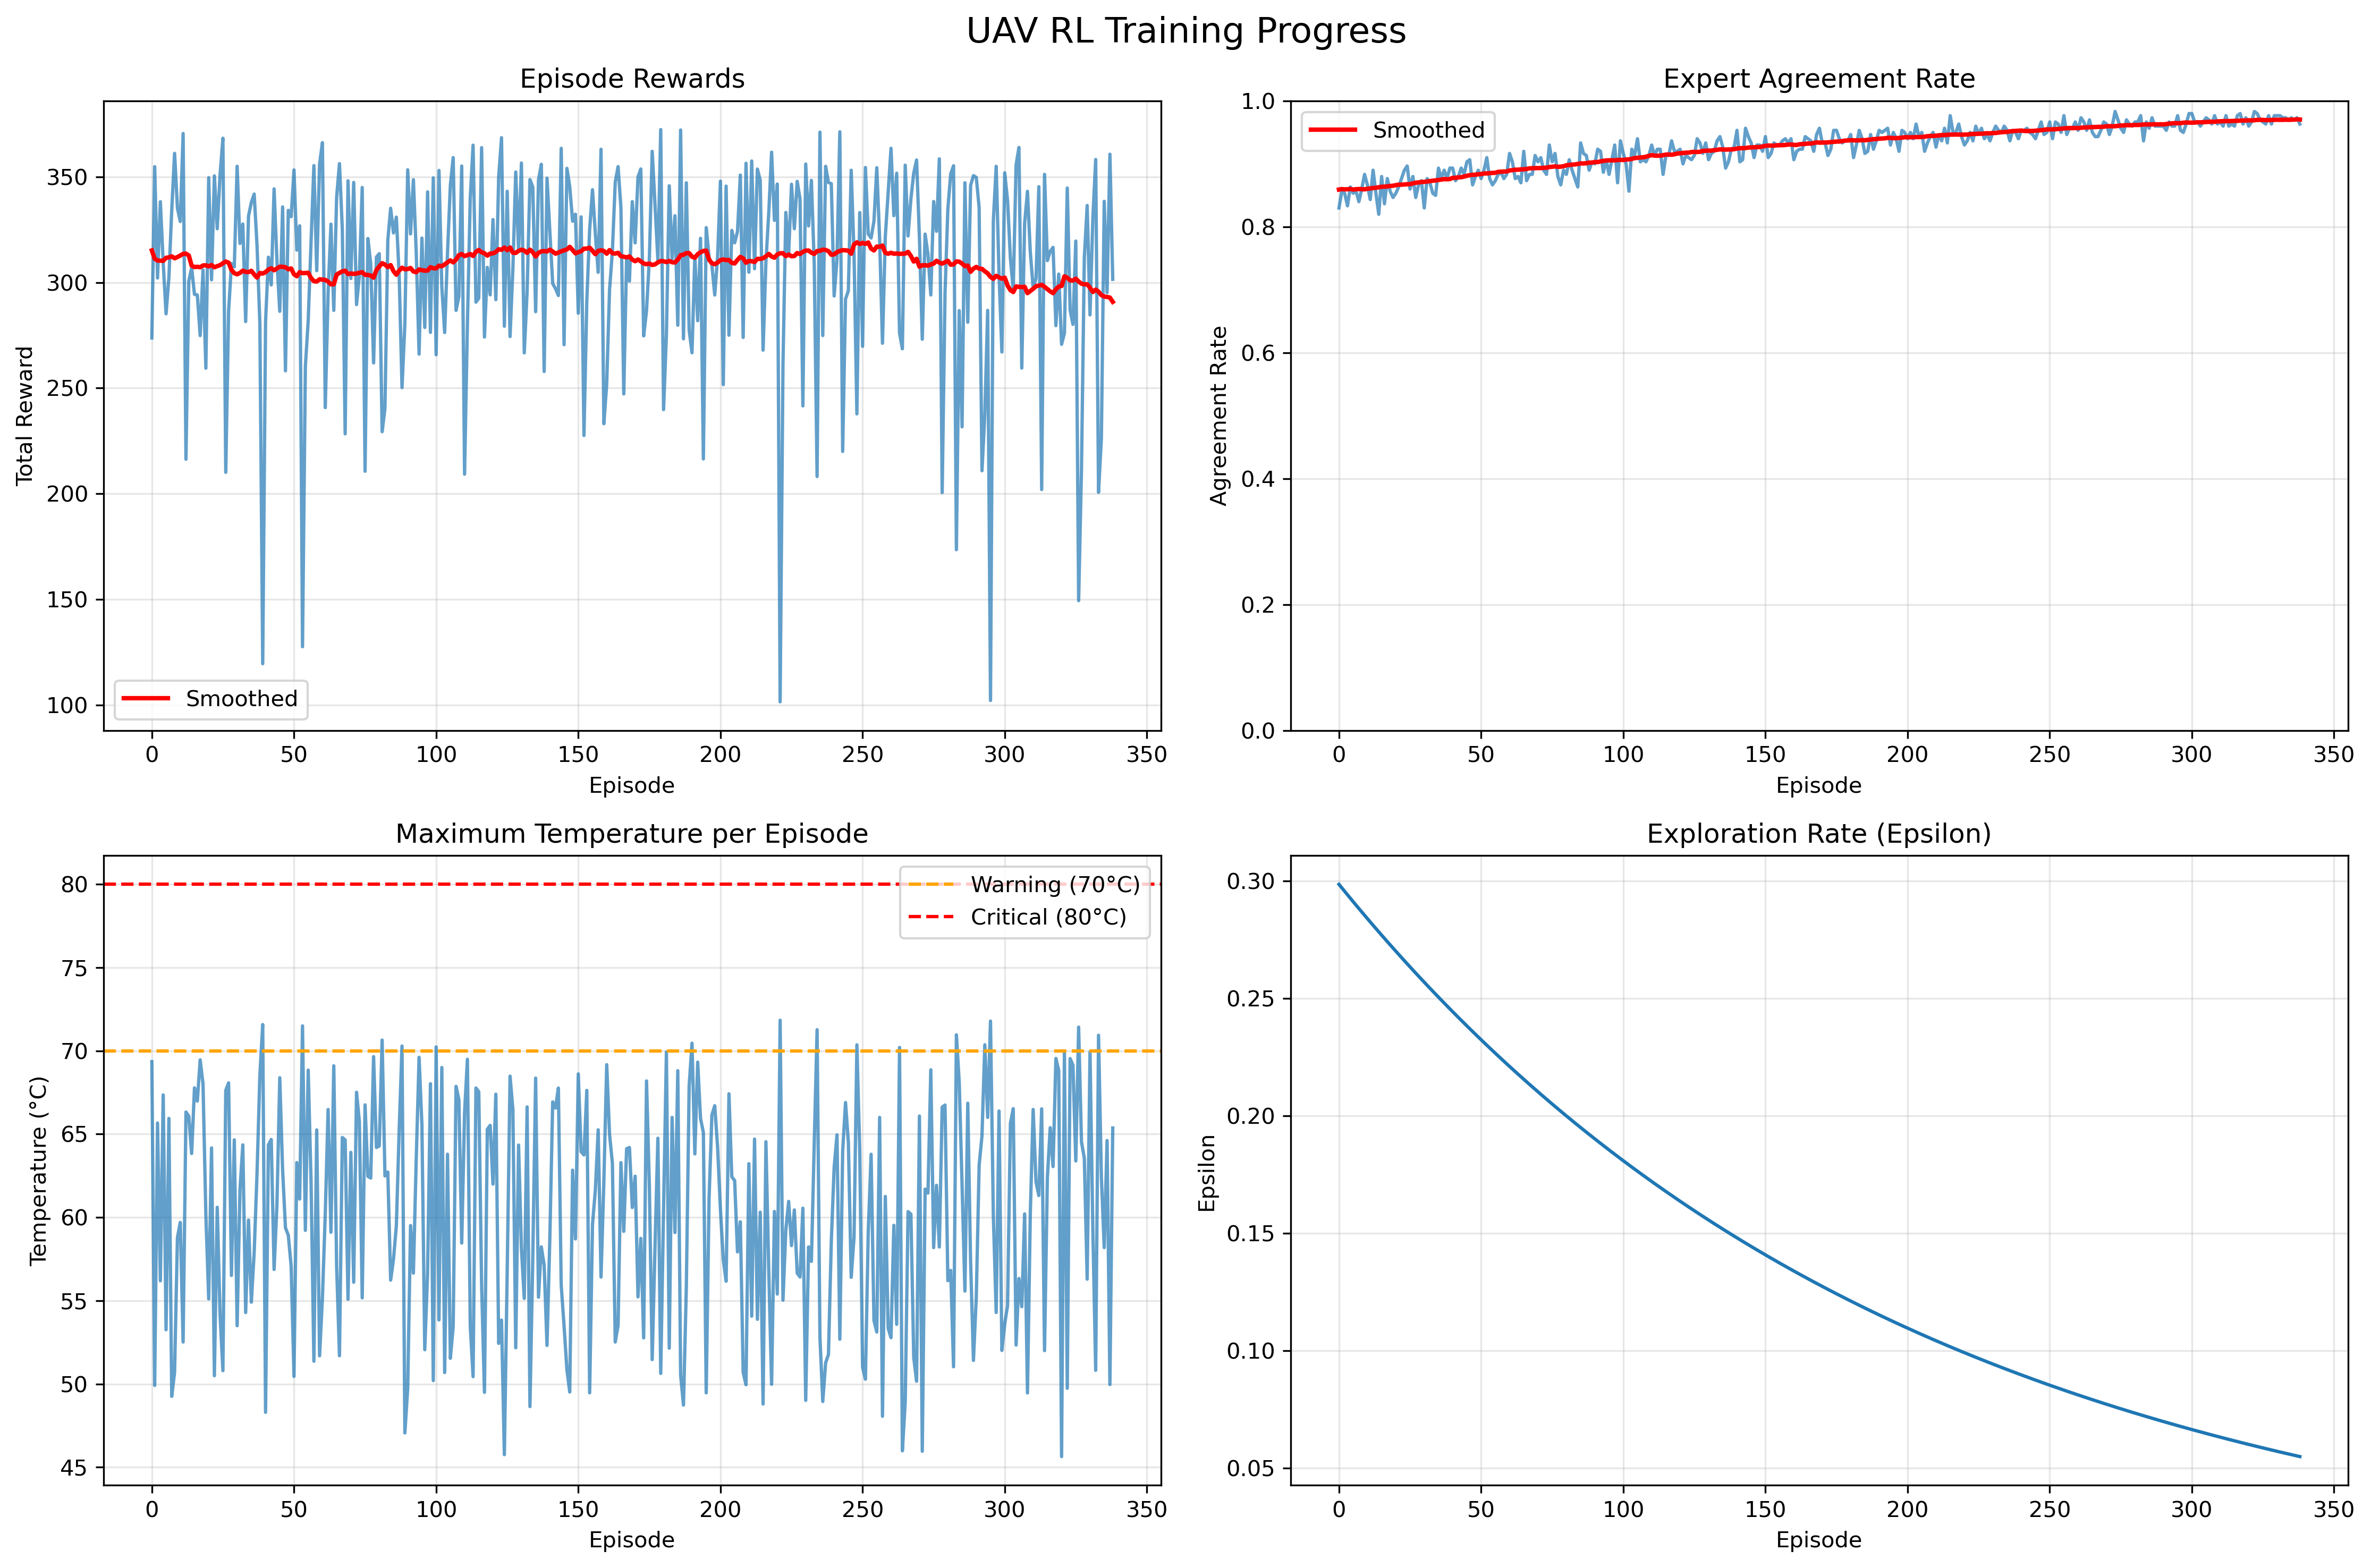 UAV RL Training Progress
Episode Rewards
Total Reward
350
300
250
200
150
100
Smoothed
0 50 100 150 200 250 300 350
Episode
Expert Agreement Rate
Agreement Rate
1.0
0.8
0.6
0.4
0.2
0.0
Smoothed
0 50 100 150 200 250 300 350
Episode
Maximum Temperature per Episode
Temperature (°C)
80
75
70
65
60
55
50
45
Warning (70°C)
Critical (80°C)
0 50 100 150 200 250 300 350
Episode
Exploration Rate (Epsilon)
Epsilon
0.30
0.25
0.20
0.15
0.10
0.05
0 50 100 150 200 250 300 350
Episode